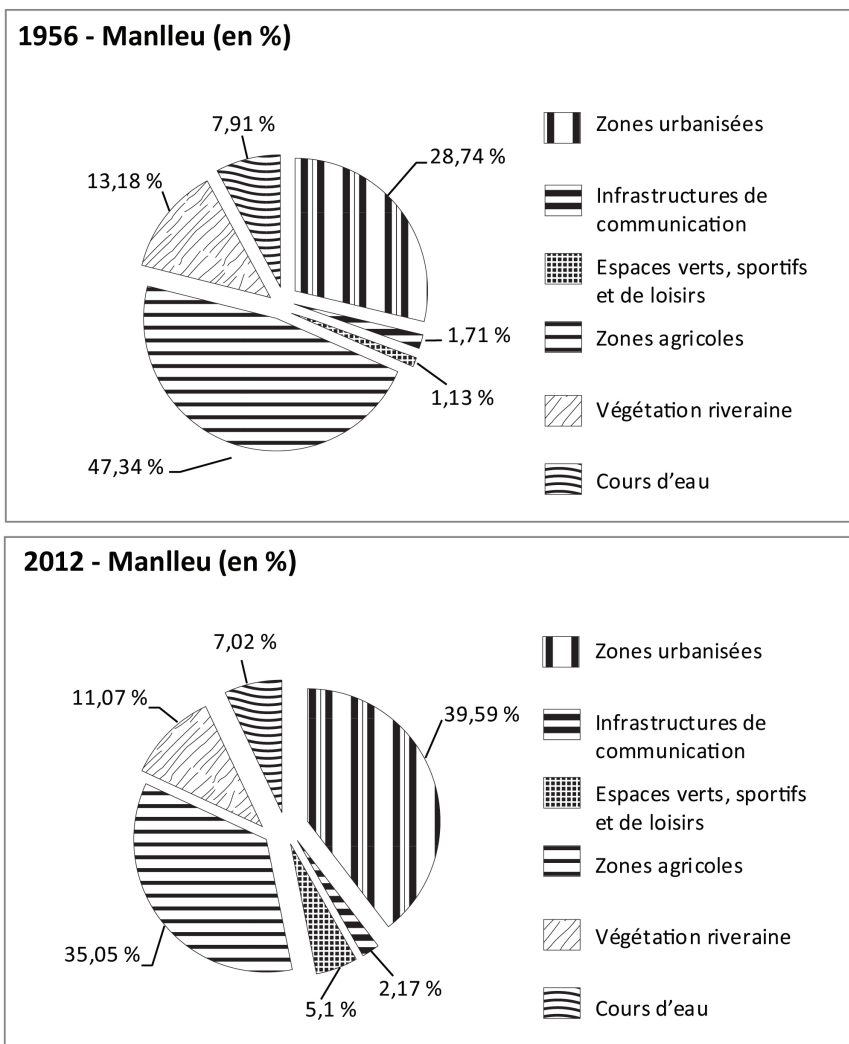 1956 - Manlleu (en %)
7,91 %
28,74 %
13,18 %
1,71 %
1,13 %
47,34 %
Zones urbanisées
Infrastructures de
communication
Espaces verts, sportifs
et de loisirs
Zones agricoles
Végétation riveraine
Cours d'eau
2012 - Manlleu (en %)
7,02 %
11,07 %
39,59 %
35,05 %
2,17 %
5,1 %
Zones urbanisées
Infrastructures de
communication
Espaces verts, sportifs
et de loisirs
Zones agricoles
Végétation riveraine
Cours d'eau